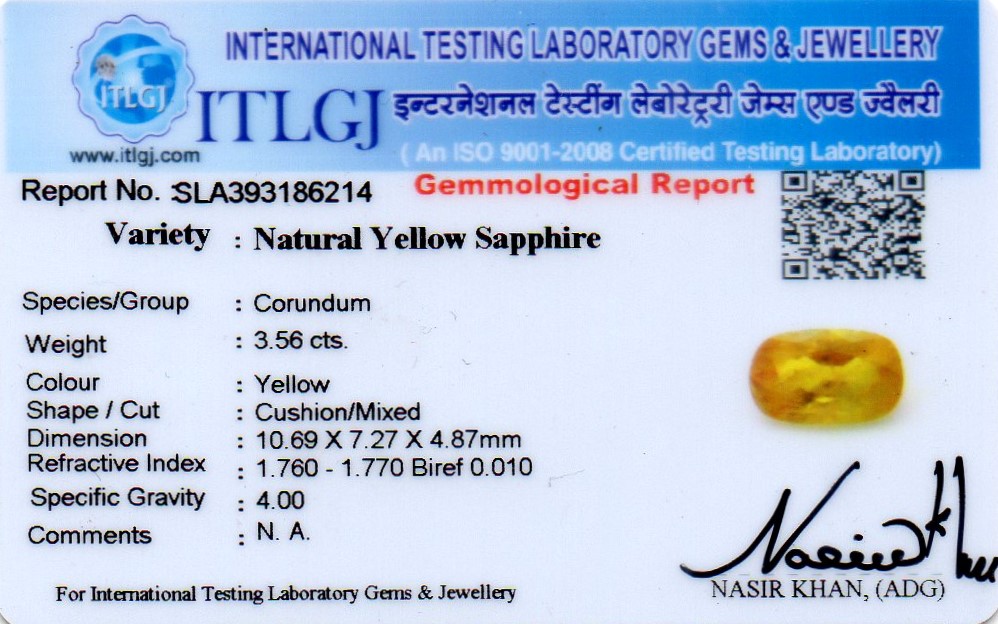 INTERNATIONAL TESTING LABORATORY GEMS & JEWELLERY
ITLGJ
ITLGJ
इन्टरनेशनल टेस्टींग लेबोरेट्ररी जेम्स एण्ड ज्वैलरी
www.itlgj.com
( An ISO 9001-2008 Certified Testing Laboratory)
Report No. :SLA393186214
Gemmological Report
Variety : Natural Yellow Sapphire
Species/Group : Corundum
Weight : 3.56 cts.
Colour : Yellow
Shape / Cut : Cushion/Mixed
Dimension : 10.69 X 7.27 X 4.87mm
Refractive Index : 1.760 - 1.770 Biref 0.010
Specific Gravity : 4.00
Comments : N. A.
For International Testing Laboratory Gems & Jewellery
NASIR KHAN, (ADG)